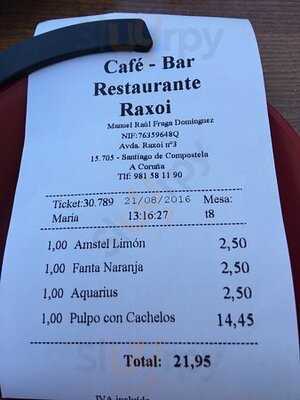 Café - Bar
Restaurante
Raxoi
Manuel Raúl Fraga Domínguez
NIF:76359648Q
Avda. Raxoi nº3
15.705 - Santiago de Compostela
A Coruña
Tlf: 981 58 11 90
Ticket:30.789 21/08/2016 Mesa:
Maria 13:16:27 t8
1,00 Amstel Limón 2,50
1,00 Fanta Naranja 2,50
1,00 Aquarius 2,50
1,00 Pulpo con Cachelos 14,45
Total: 21,95
IVA incluido